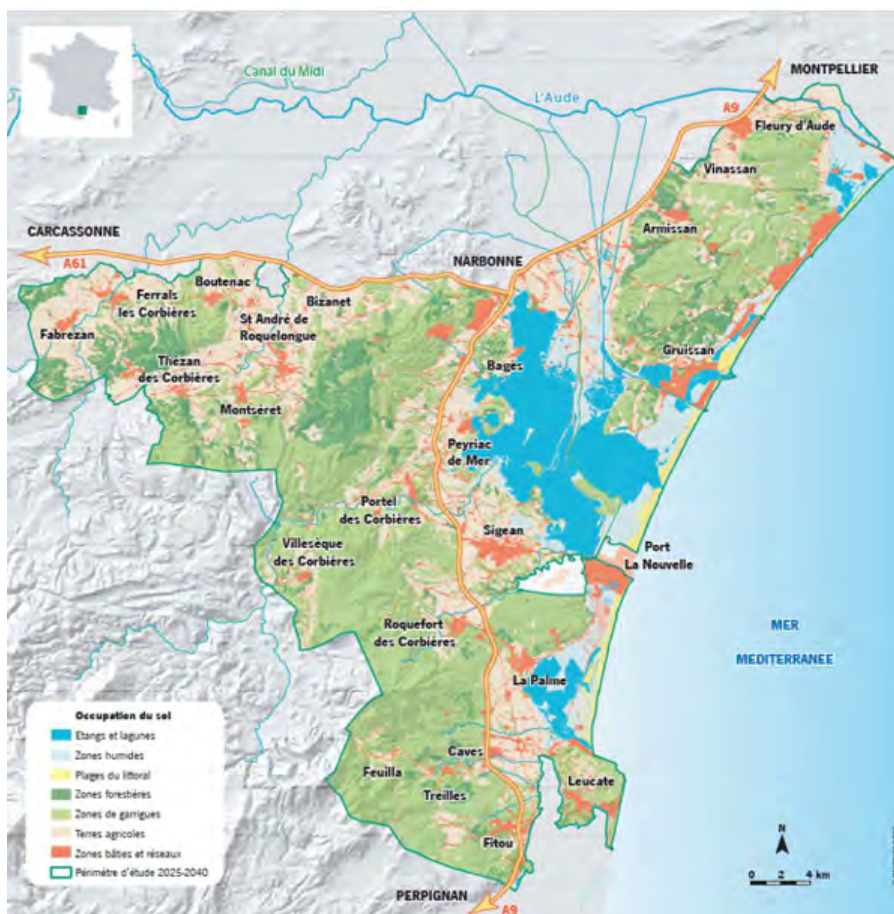 MONTPELLIER
Canal du Midi
L'Aude
A9
Fleury d'Aude
Vinassan
Armissan
CARCASSONNE
NARBONNE
A61
Boutenac
Ferrals
les Corbières
Bizanet
Fabrezan
St André de
Roquelongue
Gruissan
Thézan
des Corbières
Bages
Montséret
Peyriac
de Mer
Portel
des Corbières
Sigean
Villesèque
des Corbières
Port
La Nouvelle
Roquefort
des Corbières
MER
MEDITERRANEE
La Palme
Caves
Feuilla
Leucate
Treilles
Fitou
PERPIGNAN
A9
Occupation du sol
Etangs et lagunes
Zones humides
Plages du littoral
Zones forestières
Zones de garrigues
Terres agricoles
Zones bâties et réseaux
Périmètre d'étude 2025-2040
N
0 2 4 km